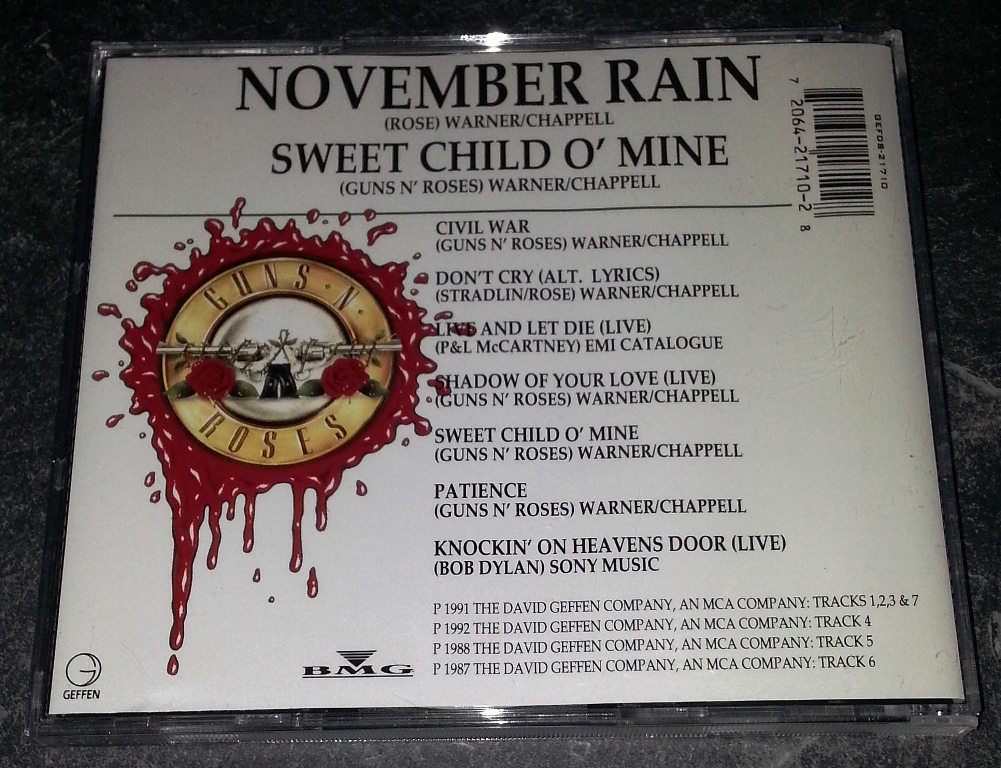 NOVEMBER RAIN
(ROSE) WARNER/CHAPPELL
SWEET CHILD O' MINE
(GUNS N' ROSES) WARNER/CHAPPELL
7 2064-21710-2 8
GEFDS-21710
GUNS N' ROSES
CIVIL WAR
(GUNS N' ROSES) WARNER/CHAPPELL
DON'T CRY (ALT. LYRICS)
(STRADLIN/ROSE) WARNER/CHAPPELL
LIVE AND LET DIE (LIVE)
(P&L McCARTNEY) EMI CATALOGUE
SHADOW OF YOUR LOVE (LIVE)
(GUNS N' ROSES) WARNER/CHAPPELL
SWEET CHILD O' MINE
(GUNS N' ROSES) WARNER/CHAPPELL
PATIENCE
(GUNS N' ROSES) WARNER/CHAPPELL
KNOCKIN' ON HEAVENS DOOR (LIVE)
(BOB DYLAN) SONY MUSIC
P 1991 THE DAVID GEFFEN COMPANY, AN MCA COMPANY: TRACKS 1,2,3 & 7
P 1992 THE DAVID GEFFEN COMPANY, AN MCA COMPANY: TRACK 4
P 1988 THE DAVID GEFFEN COMPANY, AN MCA COMPANY: TRACK 5
P 1987 THE DAVID GEFFEN COMPANY, AN MCA COMPANY: TRACK 6
GEFFEN
BMG